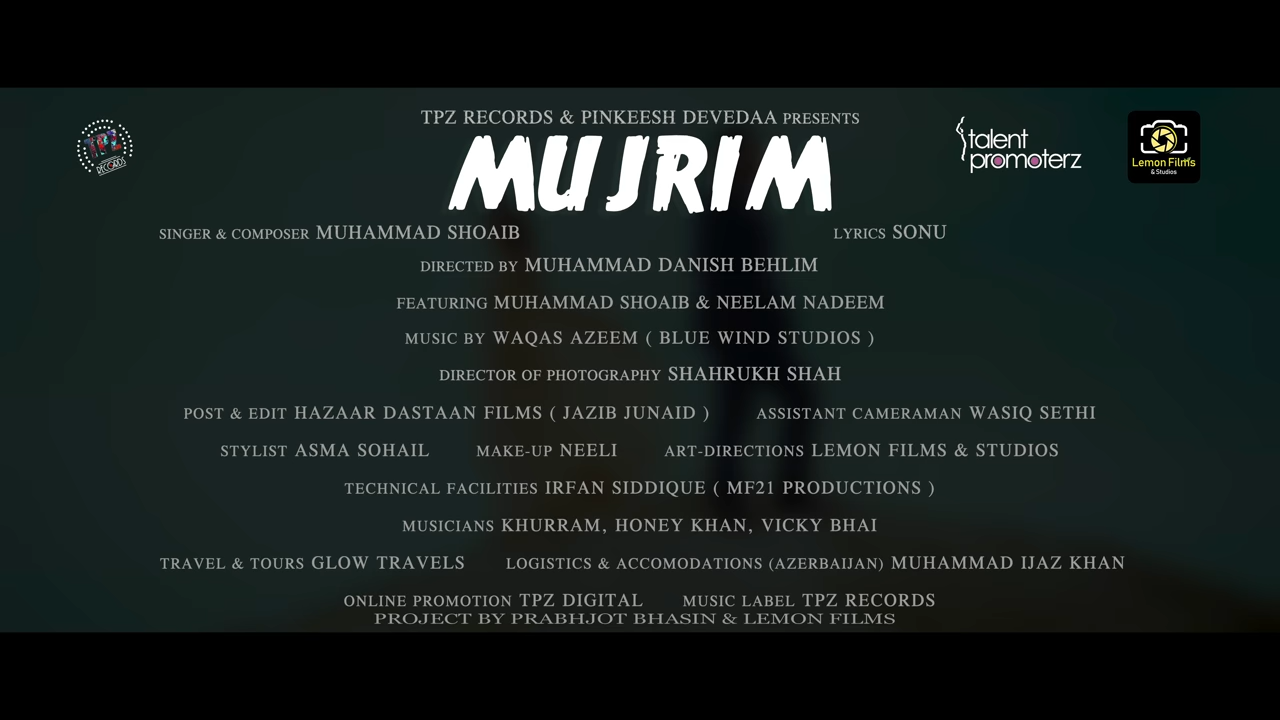 TPZ RECORDS & PINKEESH DEVEDAA PRESENTS
MUJRIM
TPZ RECORDS
talent promoterz
Lemon Films & Studios
SINGER & COMPOSER MUHAMMAD SHOAIB LYRICS SONU
DIRECTED BY MUHAMMAD DANISH BEHLIM
FEATURING MUHAMMAD SHOAIB & NEELAM NADEEM
MUSIC BY WAQAS AZEEM ( BLUE WIND STUDIOS )
DIRECTOR OF PHOTOGRAPHY SHAHRUKH SHAH
POST & EDIT HAZAAR DASTAAN FILMS ( JAZIB JUNAID ) ASSISTANT CAMERAMAN WASIQ SETHI
STYLIST ASMA SOHAIL MAKE-UP NEELI ART-DIRECTIONS LEMON FILMS & STUDIOS
TECHNICAL FACILITIES IRFAN SIDDIQUE ( MF21 PRODUCTIONS )
MUSICIANS KHURRAM, HONEY KHAN, VICKY BHAI
TRAVEL & TOURS GLOW TRAVELS LOGISTICS & ACCOMODATIONS (AZERBAIJAN) MUHAMMAD IJAZ KHAN
ONLINE PROMOTION TPZ DIGITAL MUSIC LABEL TPZ RECORDS
PROJECT BY PRABHJOT BHASIN & LEMON FILMS